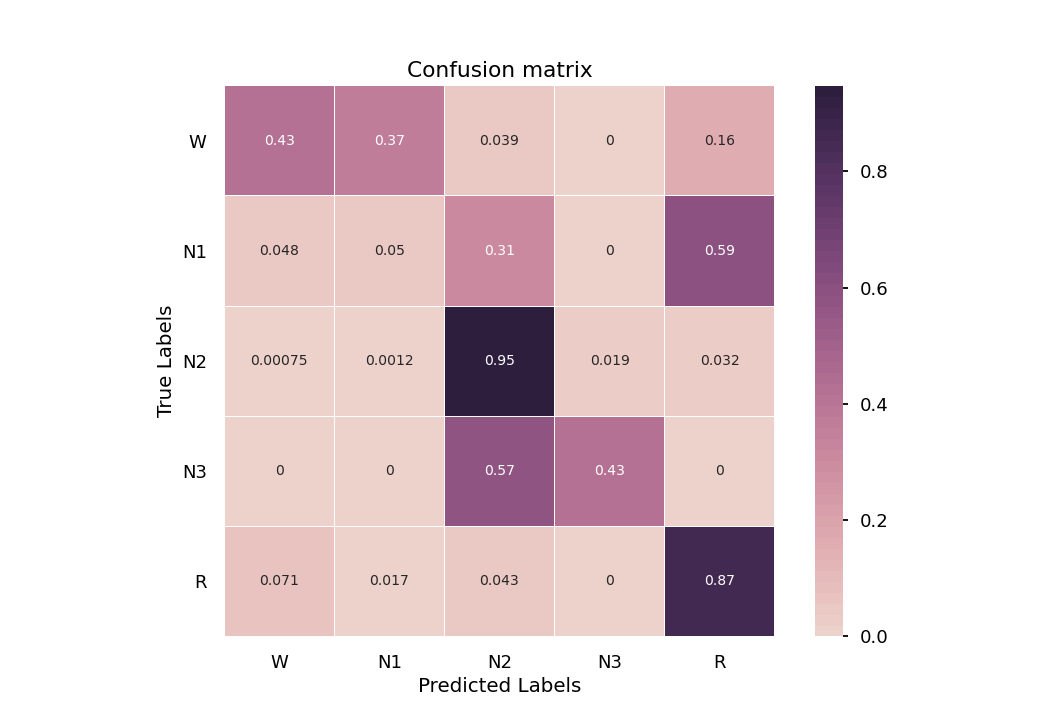 Confusion matrix
W 0.43 0.37 0.039 0 0.16
0.8
N1 0.048 0.05 0.31 0 0.59
0.6
True Labels
N2 0.00075 0.0012 0.95 0.019 0.032
0.4
N3 0 0 0.57 0.43 0
0.2
R 0.071 0.017 0.043 0 0.87
0.0
W N1 N2 N3 R
Predicted Labels